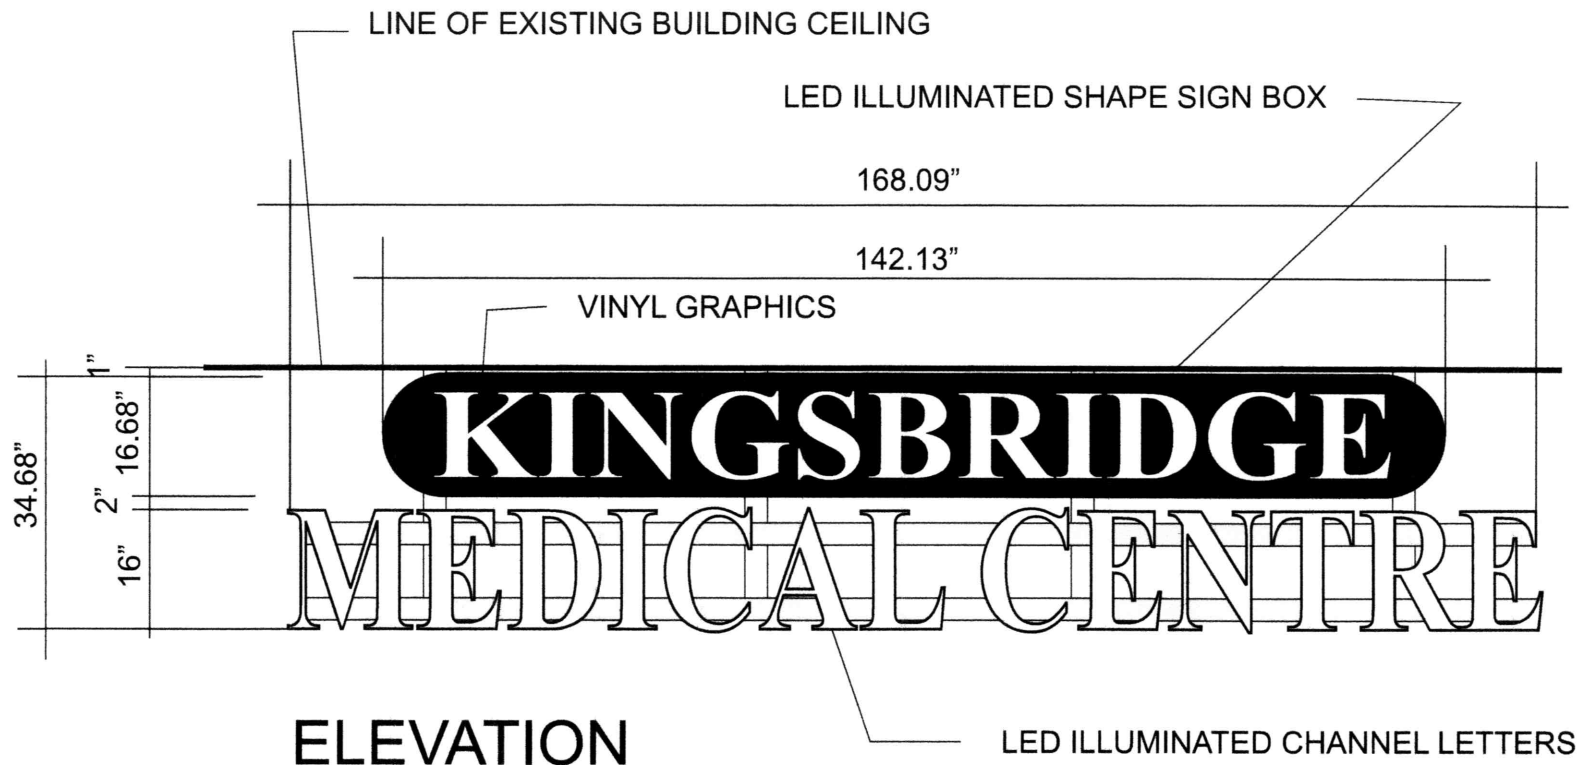 LINE OF EXISTING BUILDING CEILING
LED ILLUMINATED SHAPE SIGN BOX
168.09”
142.13”
VINYL GRAPHICS
1”
16.68”
34.68”
2”
16”
KINGSBRIDGE
MEDICAL CENTRE
ELEVATION
LED ILLUMINATED CHANNEL LETTERS